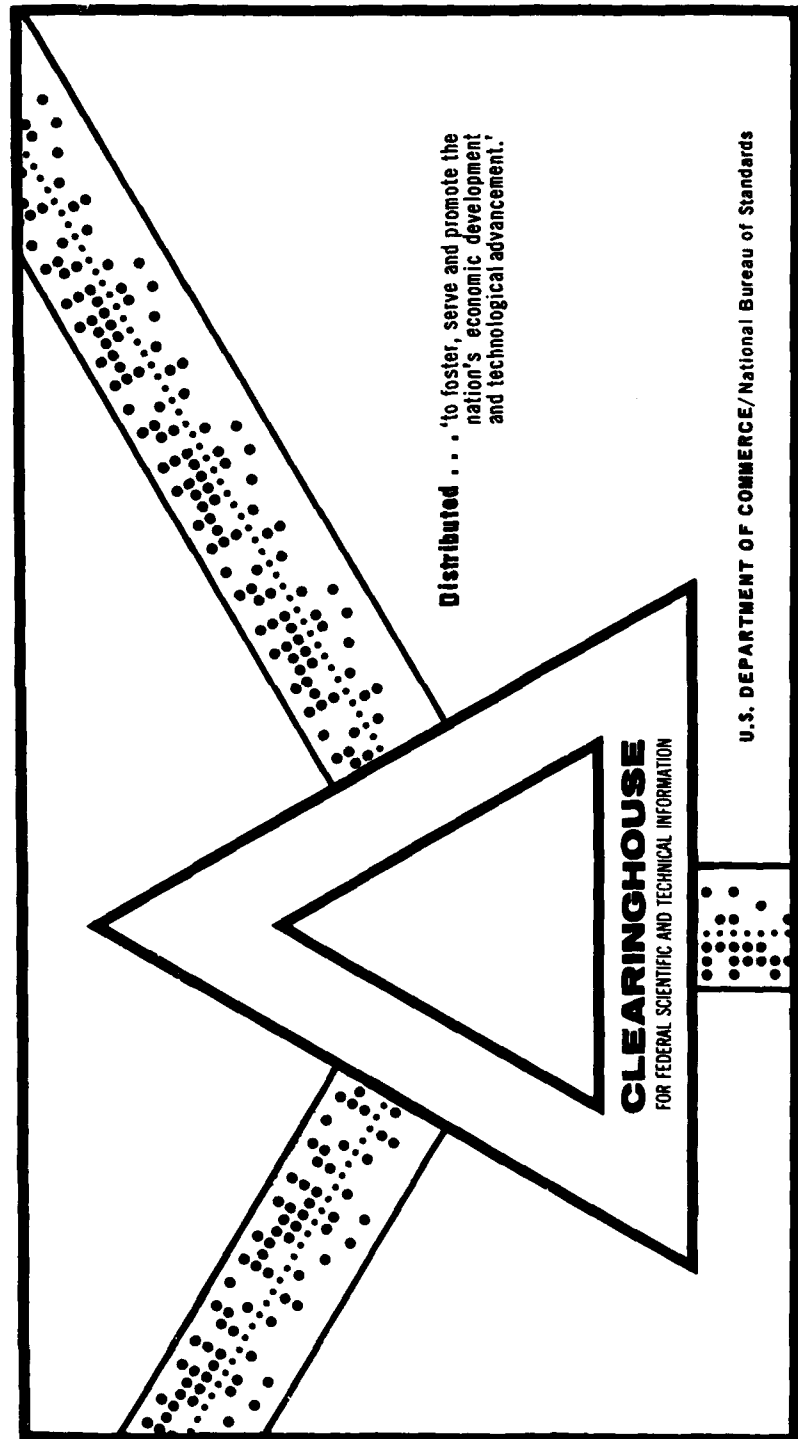 Distributed . . . 'to foster, serve and promote the
nation's economic development
and technological advancement.'
CLEARINGHOUSE
FOR FEDERAL SCIENTIFIC AND TECHNICAL INFORMATION
U.S. DEPARTMENT OF COMMERCE/National Bureau of Standards